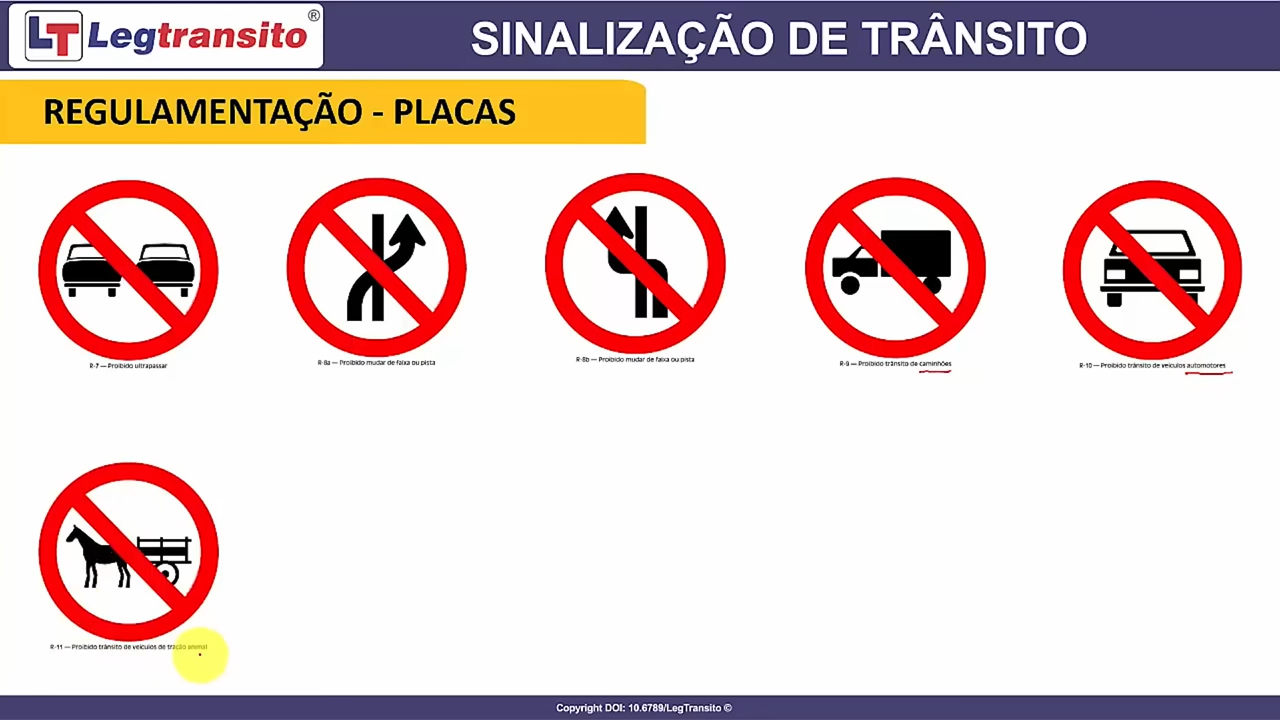 LT Legtransito®
SINALIZAÇÃO DE TRÂNSITO
REGULAMENTAÇÃO - PLACAS
R-7 — Proibido ultrapassar
R-8a — Proibido mudar de faixa ou pista
R-8b — Proibido mudar de faixa ou pista
R-9 — Proibido trânsito de caminhões
R-10 — Proibido trânsito de veículos automotores
R-11 — Proibido trânsito de veículos de tração animal
Copyright DOI: 10.6789/LegTransito ©